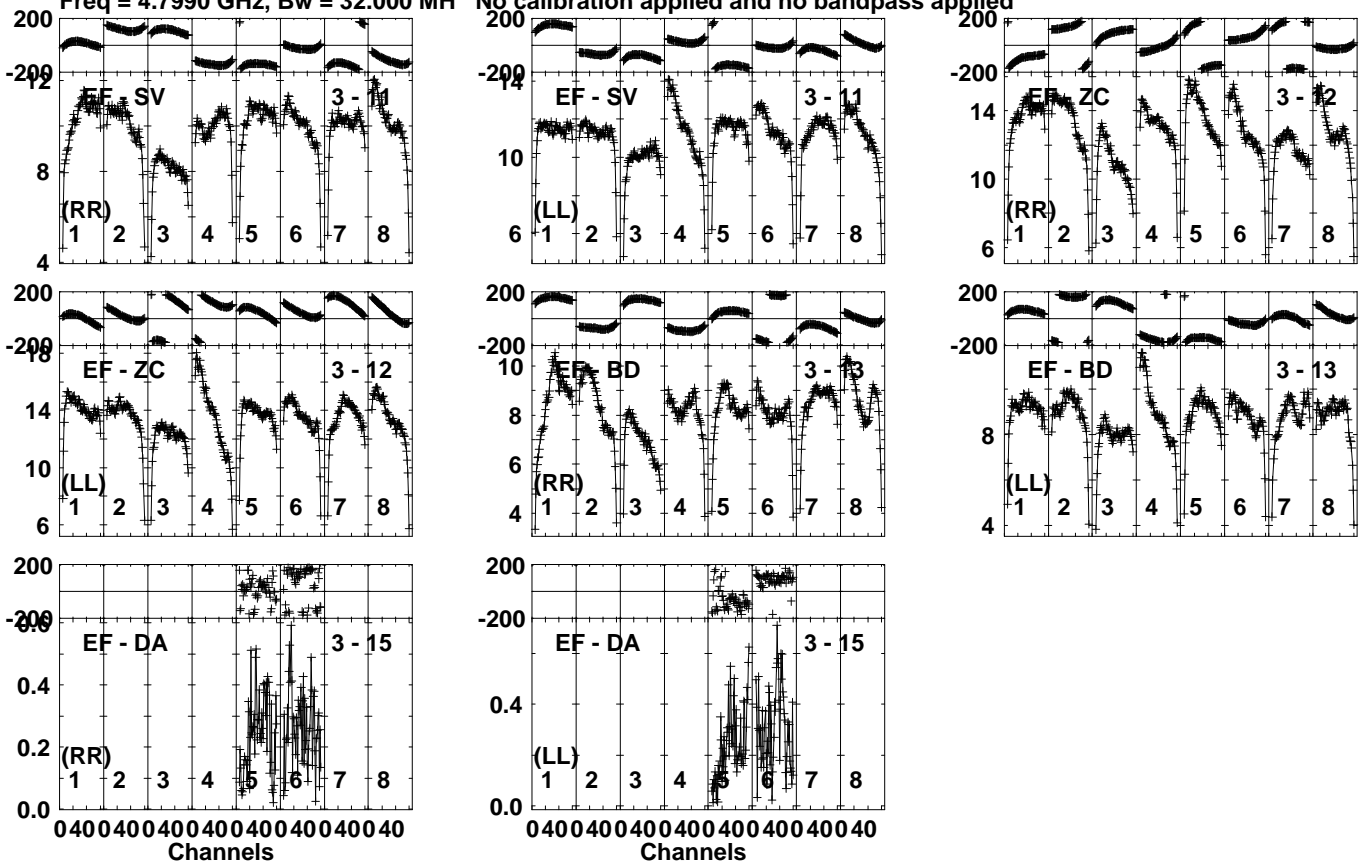 Freq = 4.7990 GHz, Bw = 32.000 MH No calibration applied and no bandpass applied
200 200 200
-200 -200 -200
12 14
EF - SV 3 - 11 EF - SV 3 - 11 EF - ZC 3 - 12
14
8 10 10
(RR) (LL) (RR)
1 2 3 4 5 6 7 8 1 2 3 4 5 6 7 8 1 2 3 4 5 6 7 8
4 6 6
200 200 200
-200 -200 -200
18 10
EF - ZC 3 - 12 EF - BD 3 - 13 EF - BD 3 - 13
14 8 8
10 6
(LL) (RR) (LL)
1 2 3 4 5 6 7 8 1 2 3 4 5 6 7 8 1 2 3 4 5 6 7 8
6 4 4
200 200
-200 -200
0.6
EF - DA 3 - 15 EF - DA 3 - 15
0.4 0.4
0.2
(RR) (LL)
1 2 3 4 5 6 7 8 1 2 3 4 5 6 7 8
0.0 0.0
0 40 0 40 0 40 0 40 0 40 0 40 0 40 0 40 0 40 0 40 0 40 0 40 0 40 0 40 0 40 0 40
Channels Channels